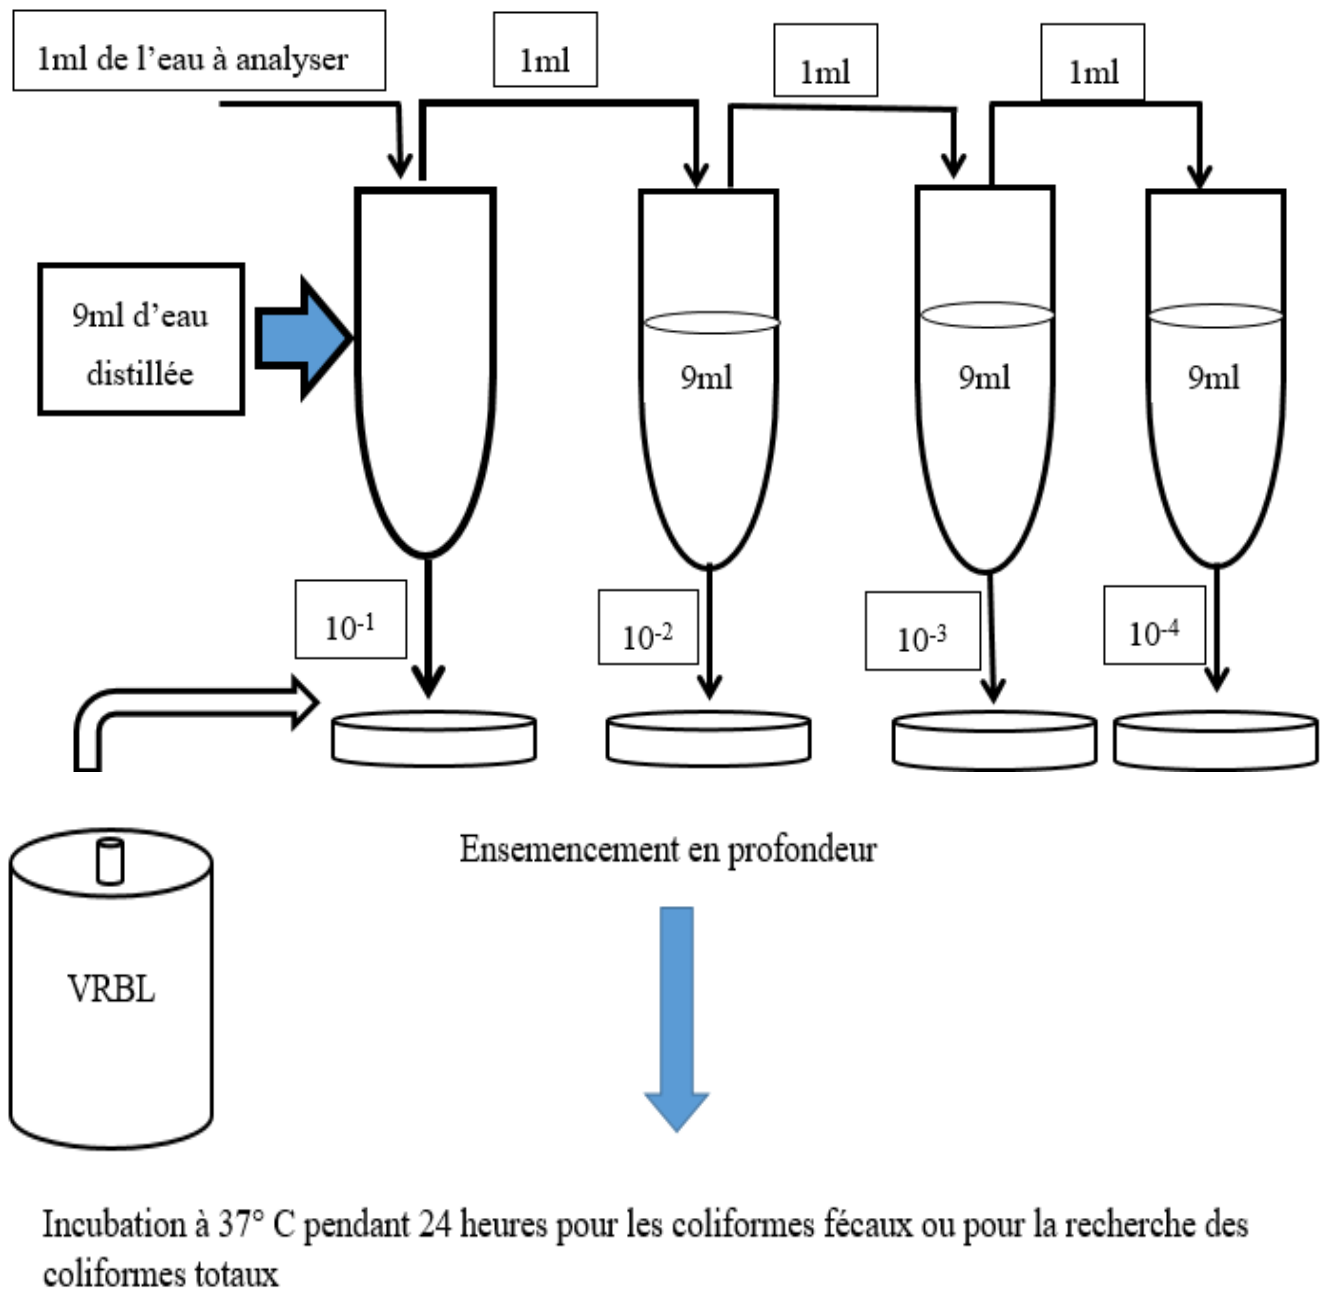 1ml de l’eau à analyser
1ml
1ml
1ml
9ml d’eau
distillée
9ml
9ml
9ml
10-1
10-2
10-3
10-4
Ensemencement en profondeur
VRBL
Incubation à 37° C pendant 24 heures pour les coliformes fécaux ou pour la recherche des
coliformes totaux